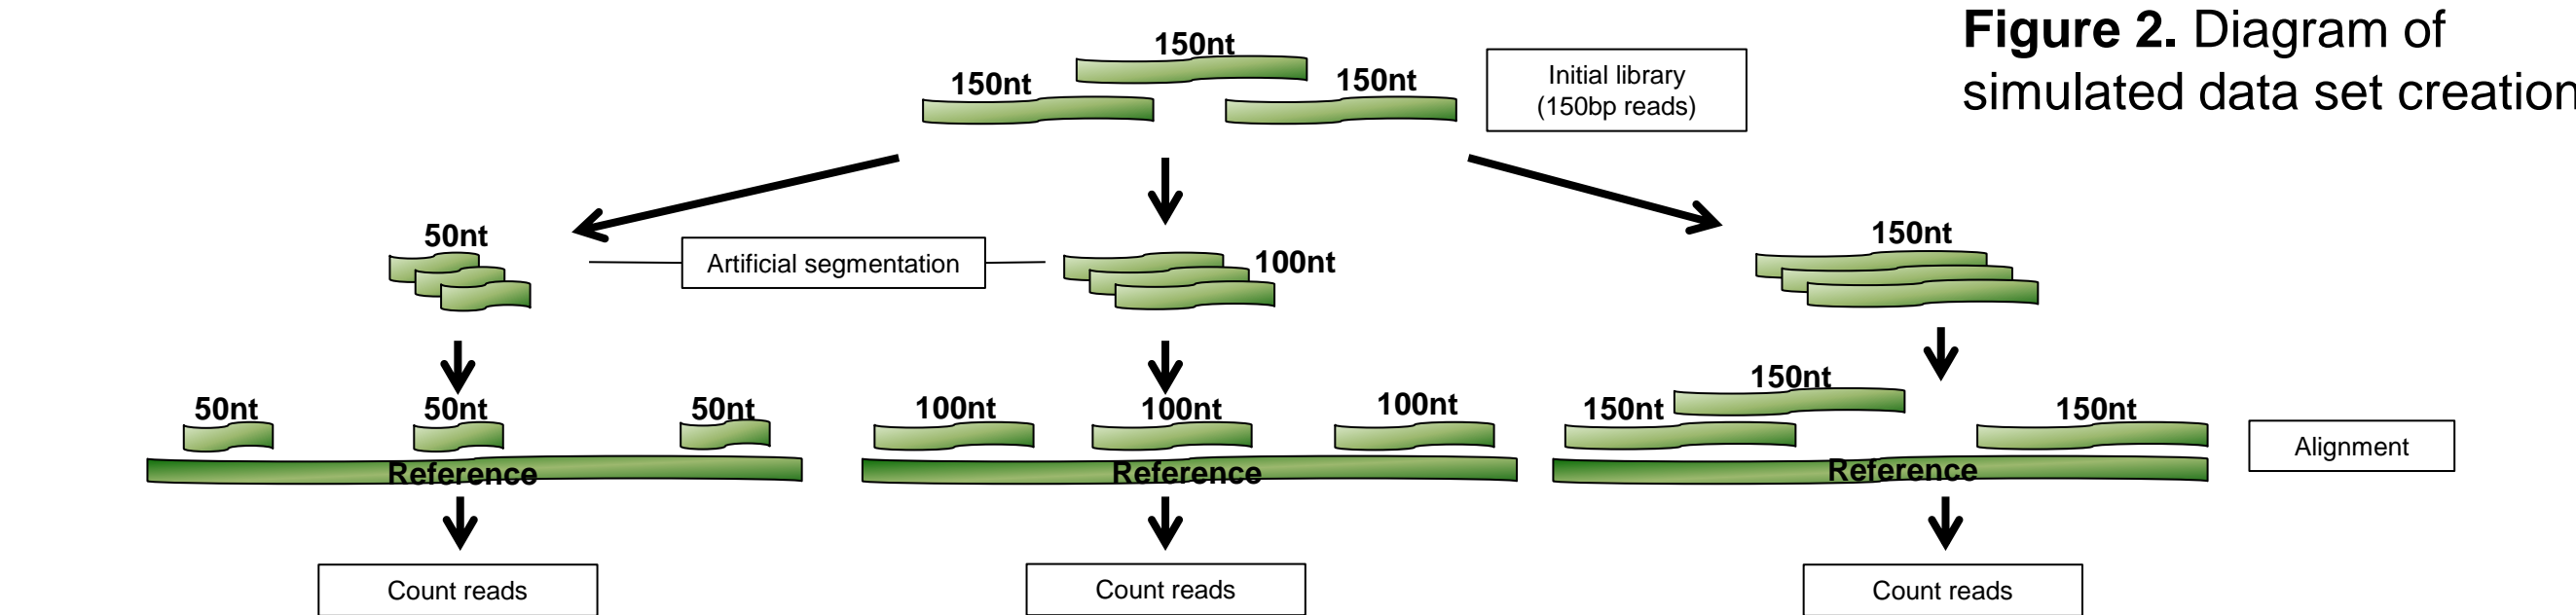 Figure 2. Diagram of
simulated data set creation
150nt
150nt
150nt
Initial library
(150bp reads)
50nt
Artificial segmentation
100nt
150nt
50nt
50nt
50nt
100nt
100nt
100nt
150nt
150nt
150nt
Alignment
Reference
Reference
Reference
Count reads
Count reads
Count reads